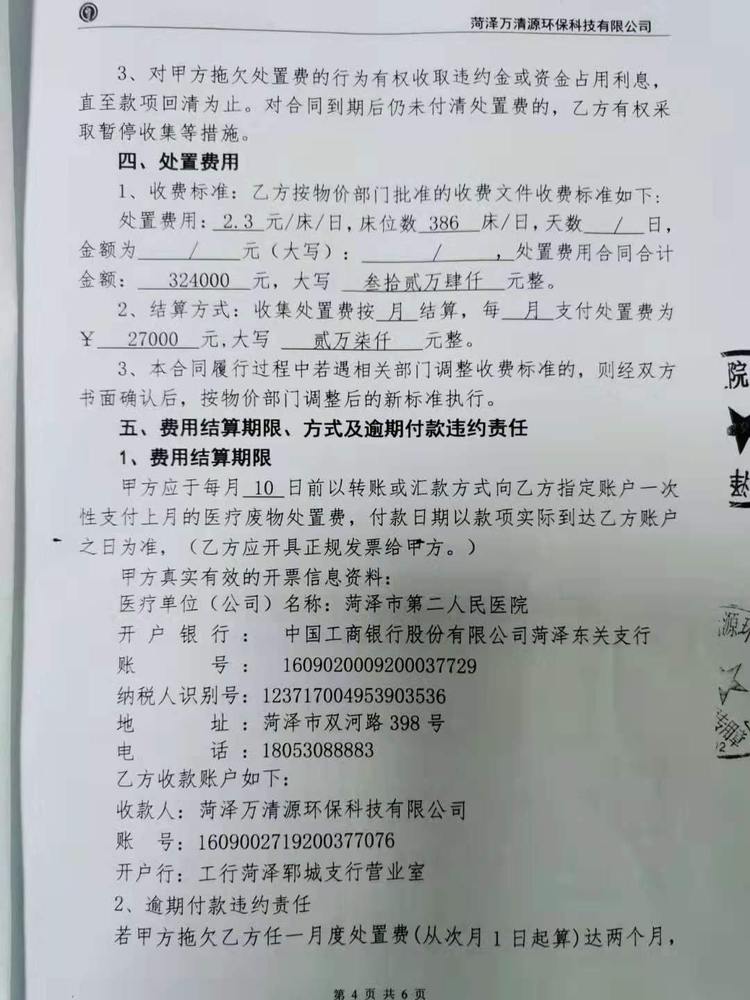 菏泽万清源环保科技有限公司
3、对甲方拖欠处置费的行为有权收取违约金或资金占用利息，
直至款项回清为止。对合同到期后仍未付清处置费的，乙方有权采
取暂停收集等措施。
四、处置费用
1、收费标准：乙方按物价部门批准的收费文件收费标准如下：
处置费用：2.3元/床/日，床位数 386 床/日，天数 / 日，
金额为 / 元（大写）： / ，处置费用合同合计
金额： 324000 元，大写 叁拾贰万肆仟 元整。
2、结算方式：收集处置费按 月 结算，每 月 支付处置费为
￥ 27000 元,大写 贰万柒仟 元整。
3、本合同履行过程中若遇相关部门调整收费标准的，则经双方
书面确认后，按物价部门调整后的新标准执行。
五、费用结算期限、方式及逾期付款违约责任
1、费用结算期限
甲方应于每月 10 日前以转账或汇款方式向乙方指定账户一次
性支付上月的医疗废物处置费，付款日期以款项实际到达乙方账户
之日为准，（乙方应开具正规发票给甲方。）
甲方真实有效的开票信息资料：
医疗单位（公司）名称：菏泽市第二人民医院
开户银行： 中国工商银行股份有限公司菏泽东关支行
账 号： 1609020009200037729
纳税人识别号：123717004953903536
地 址：菏泽市双河路 398 号
电 话：18053088883
乙方收款账户如下：
收款人：菏泽万清源环保科技有限公司
账 号：1609002719200377076
开户行：工行菏泽郓城支行营业室
2、逾期付款违约责任
若甲方拖欠乙方任一月度处置费(从次月 1 日起算)达两个月，
院
源环
专用章
第 4 页 共 6 页